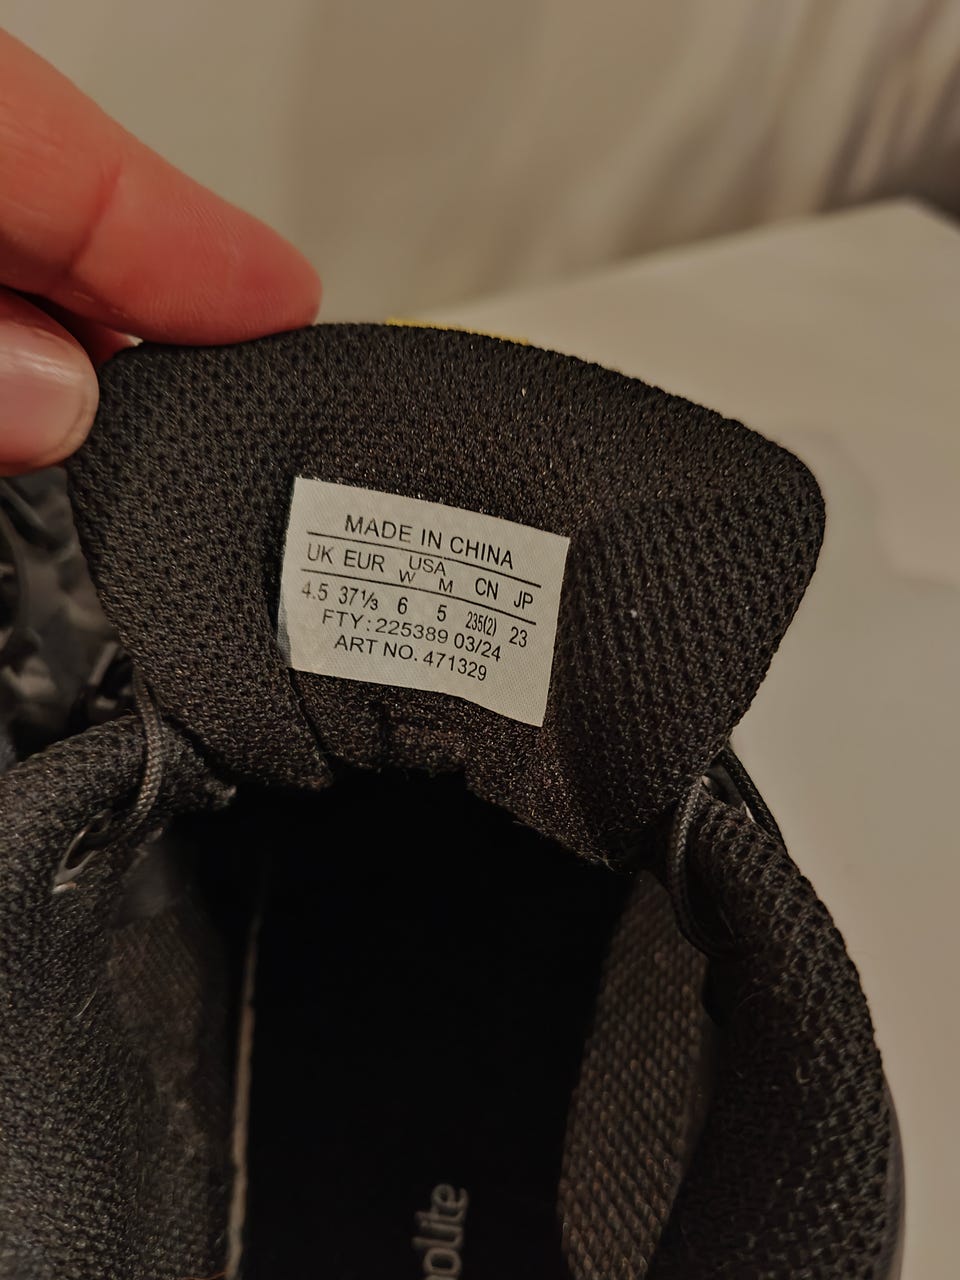 MADE IN CHINA
UK EUR USA CN JP
W M
4.5 37⅓ 6 5 235(2) 23
FTY: 225389 03/24
ART NO. 471329